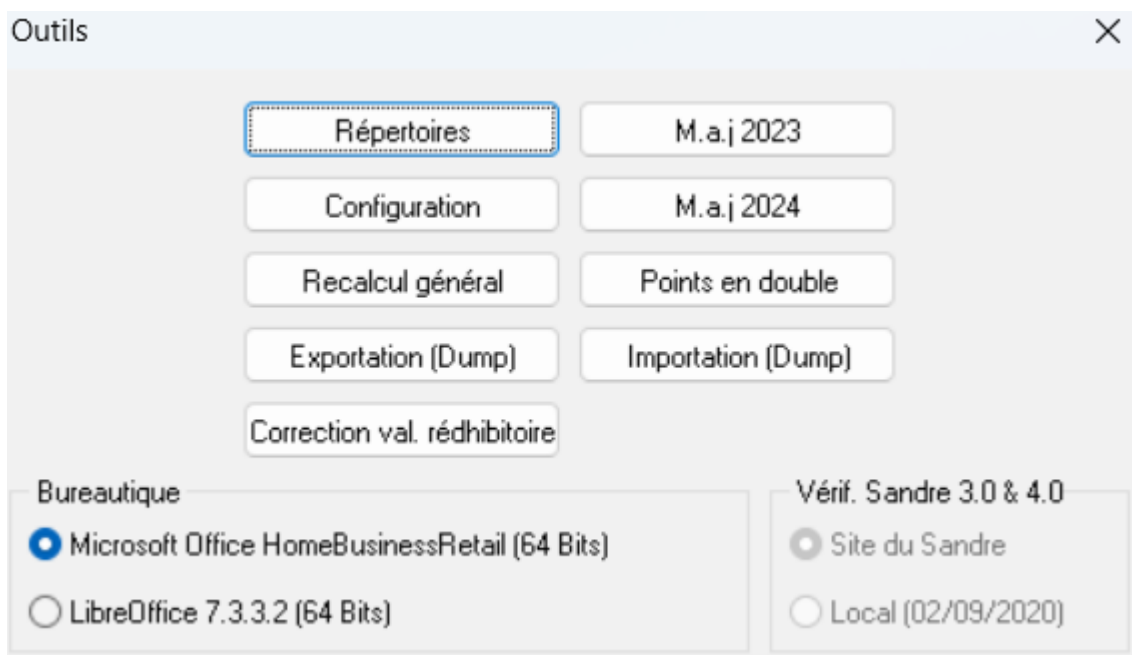 Outils
Répertoires
M.a.j 2023
Configuration
M.a.j 2024
Recalcul général
Points en double
Exportation (Dump)
Importation (Dump)
Correction val. rédhibitoire
Bureautique
Microsoft Office HomeBusinessRetail (64 Bits)
LibreOffice 7.3.3.2 (64 Bits)
Vérif. Sandre 3.0 & 4.0
Site du Sandre
Local (02/09/2020)